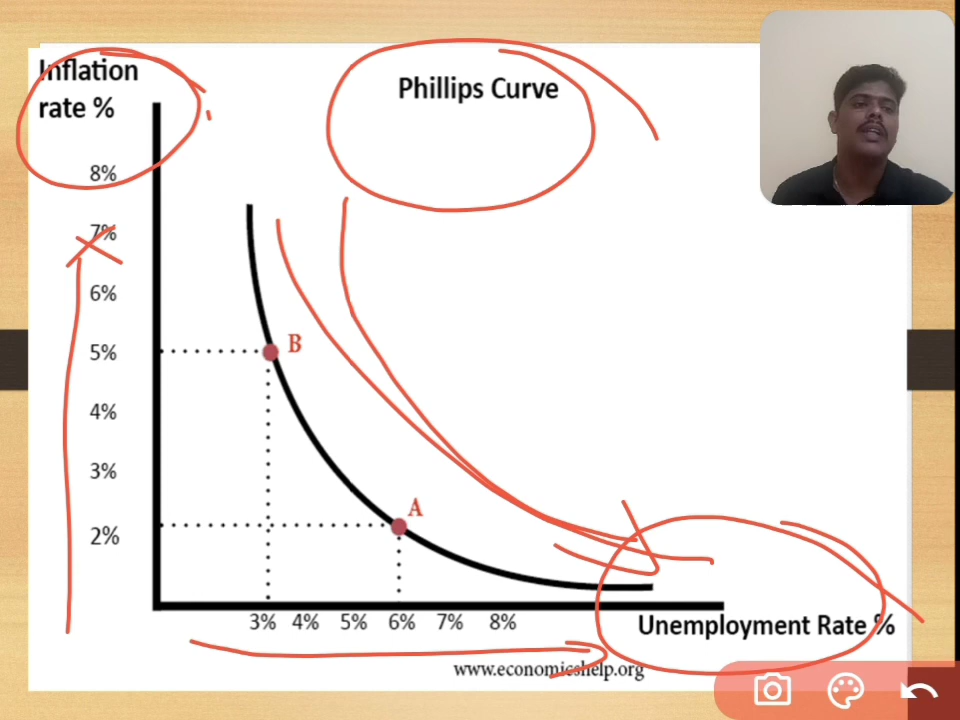 Inflation
rate %
Phillips Curve
8%
7%
6%
5%
B
4%
3%
A
2%
3% 4% 5% 6% 7% 8%
Unemployment Rate %
www.economicshelp.org